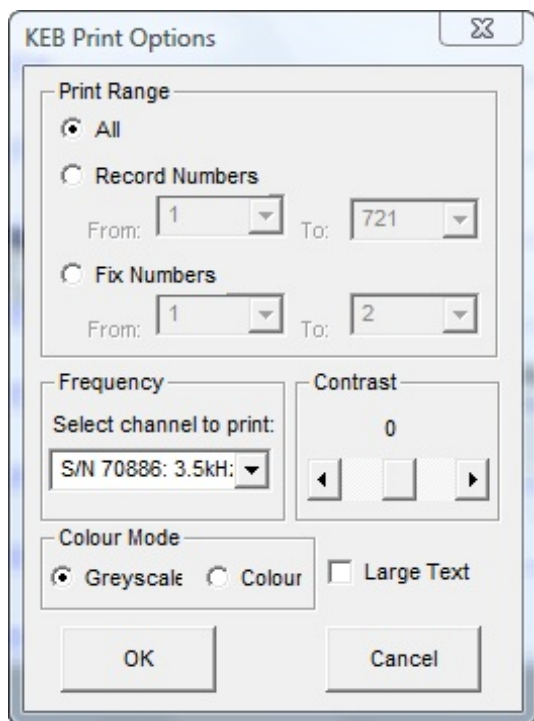 KEB Print Options
Print Range
All
Record Numbers
From: 1 To: 721
Fix Numbers
From: 1 To: 2
Frequency
Select channel to print:
S/N 70886: 3.5kHz
Contrast
0
Colour Mode
Greyscale Colour
Large Text
OK Cancel